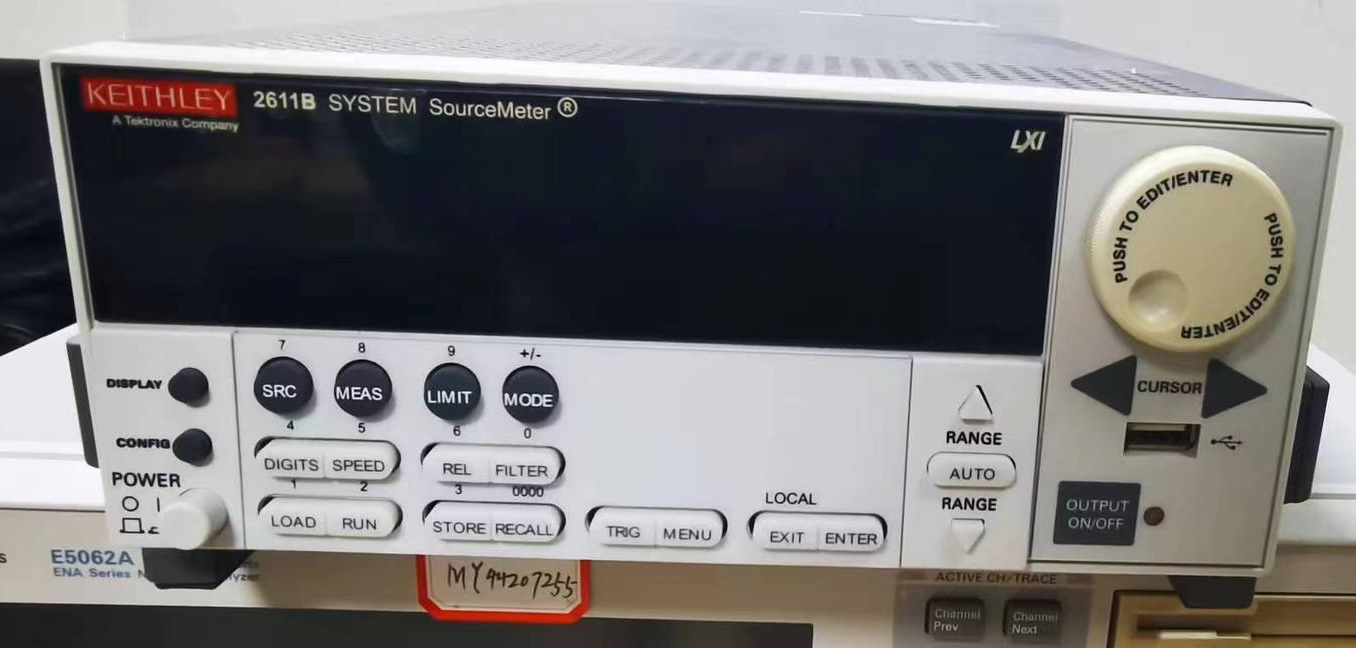 KEITHLEY 2611B SYSTEM SourceMeter ®
A Tektronix Company
LXI
PUSH TO EDIT/ENTER
PUSH TO EDIT/ENTER
7 8 9 +/-
DISPLAY SRC MEAS LIMIT MODE
CURSOR
4 5 6 0
CONFIG DIGITS SPEED REL FILTER
RANGE
AUTO
RANGE
POWER
1 2 3 0000
LOAD RUN STORE RECALL TRIG MENU
LOCAL
EXIT ENTER
OUTPUT
ON/OFF
E5062A
ENA Series
MY44207255
ACTIVE CH/TRACE
Channel
Prev
Channel
Next